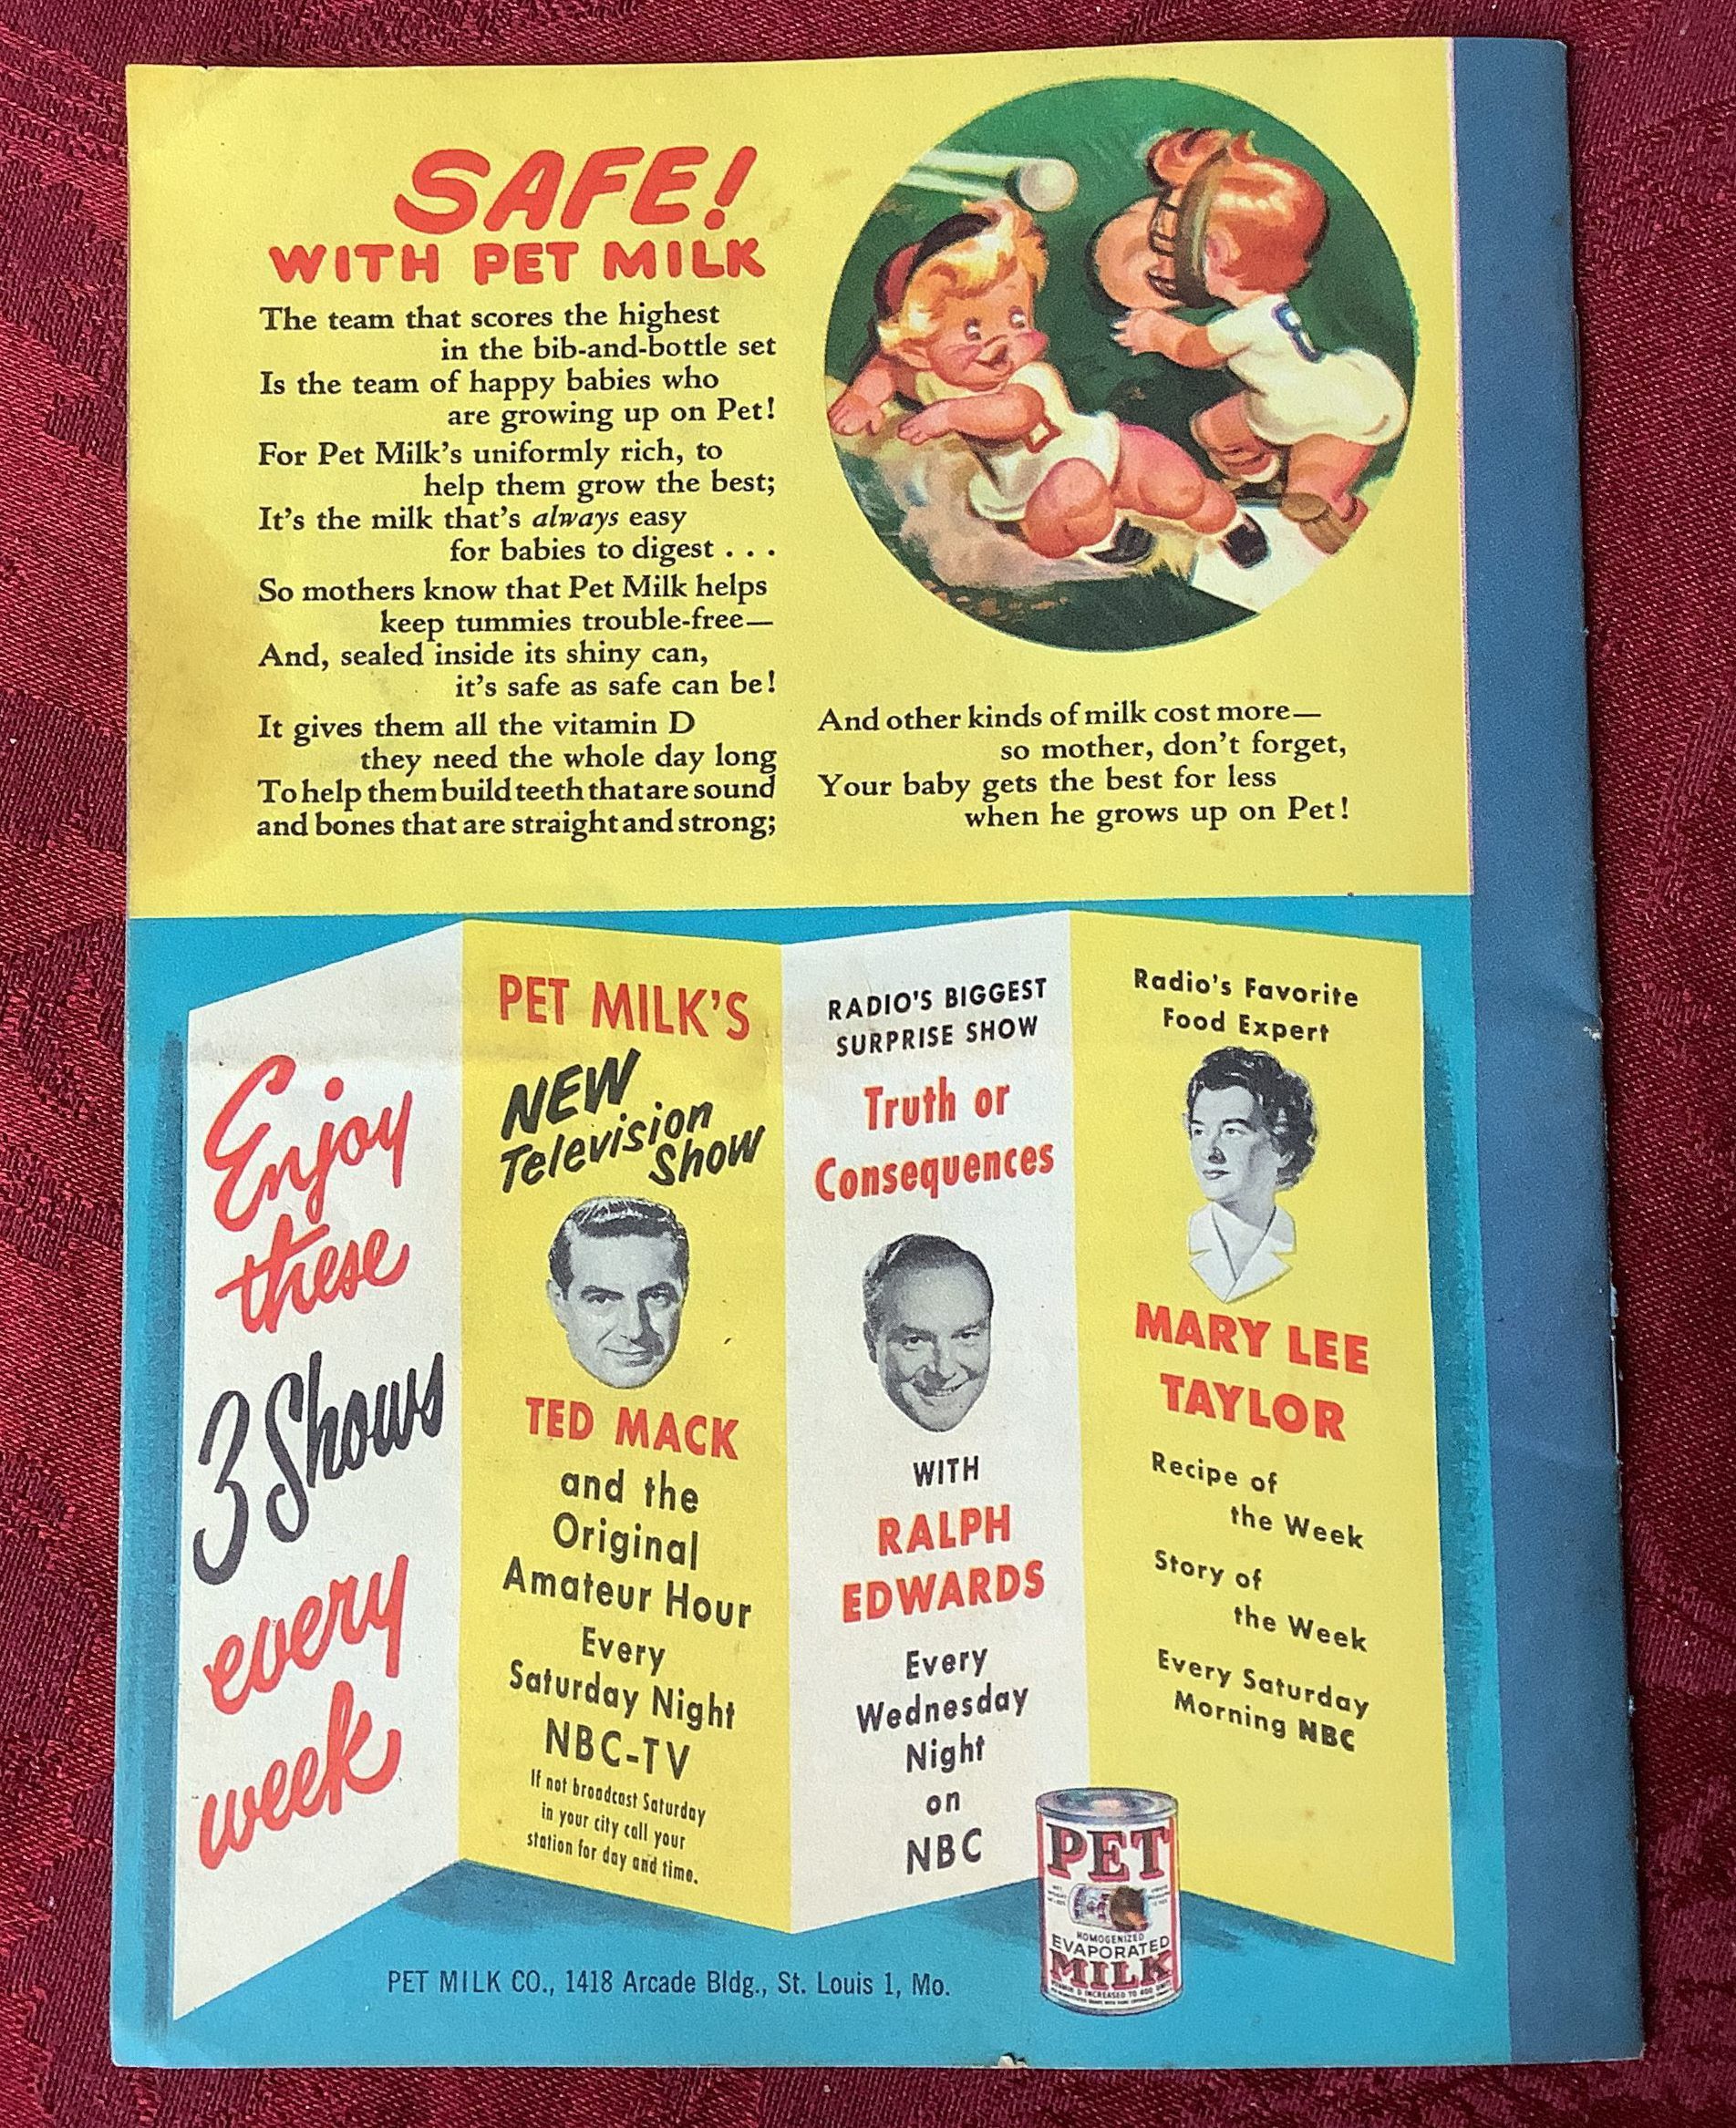 SAFE!
WITH PET MILK
The team that scores the highest
in the bib-and-bottle set
Is the team of happy babies who
are growing up on Pet!
For Pet Milk's uniformly rich, to
help them grow the best;
It's the milk that's always easy
for babies to digest . . .
So mothers know that Pet Milk helps
keep tummies trouble-free—
And, sealed inside its shiny can,
it's safe as safe can be!
It gives them all the vitamin D
they need the whole day long
To help them build teeth that are sound
and bones that are straight and strong;
And other kinds of milk cost more—
so mother, don't forget,
Your baby gets the best for less
when he grows up on Pet!
Enjoy
these
3 Shows
every
week
PET MILK'S
NEW
Television
Show
TED MACK
and the
Original
Amateur Hour
Every
Saturday Night
NBC-TV
If not broadcast Saturday
in your city call your
station for day and time.
RADIO'S BIGGEST
SURPRISE SHOW
Truth or
Consequences
WITH
RALPH
EDWARDS
Every
Wednesday
Night
on
NBC
Radio's Favorite
Food Expert
MARY LEE
TAYLOR
Recipe of
the Week
Story of
the Week
Every Saturday
Morning NBC
PET
HOMOGENIZED
EVAPORATED
MILK
PET MILK CO., 1418 Arcade Bldg., St. Louis 1, Mo.